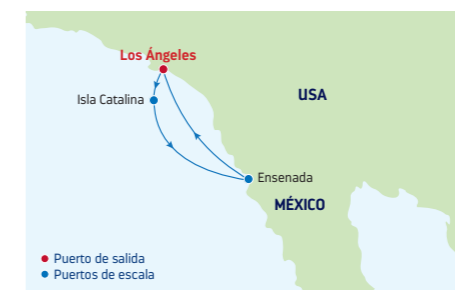 Los Ángeles
USA
Isla Catalina
Ensenada
MÉXICO
Puerto de salida
Puertos de escala